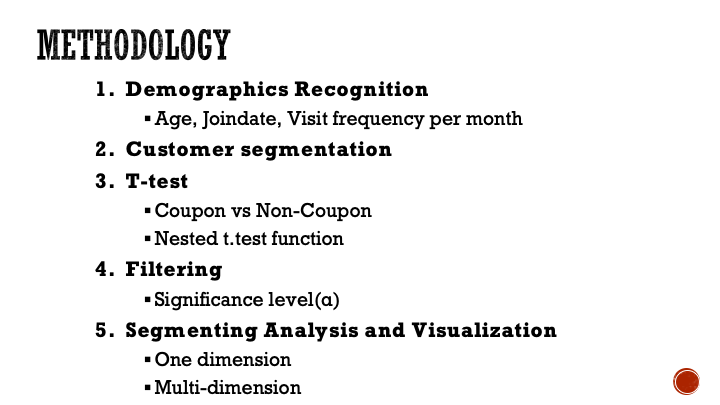 METHODOLOGY
1. Demographics Recognition
▪ Age, Joindate, Visit frequency per month
2. Customer segmentation
3. T-test
▪ Coupon vs Non-Coupon
▪ Nested t.test function
4. Filtering
▪ Significance level(α)
5. Segmenting Analysis and Visualization
▪ One dimension
▪ Multi-dimension